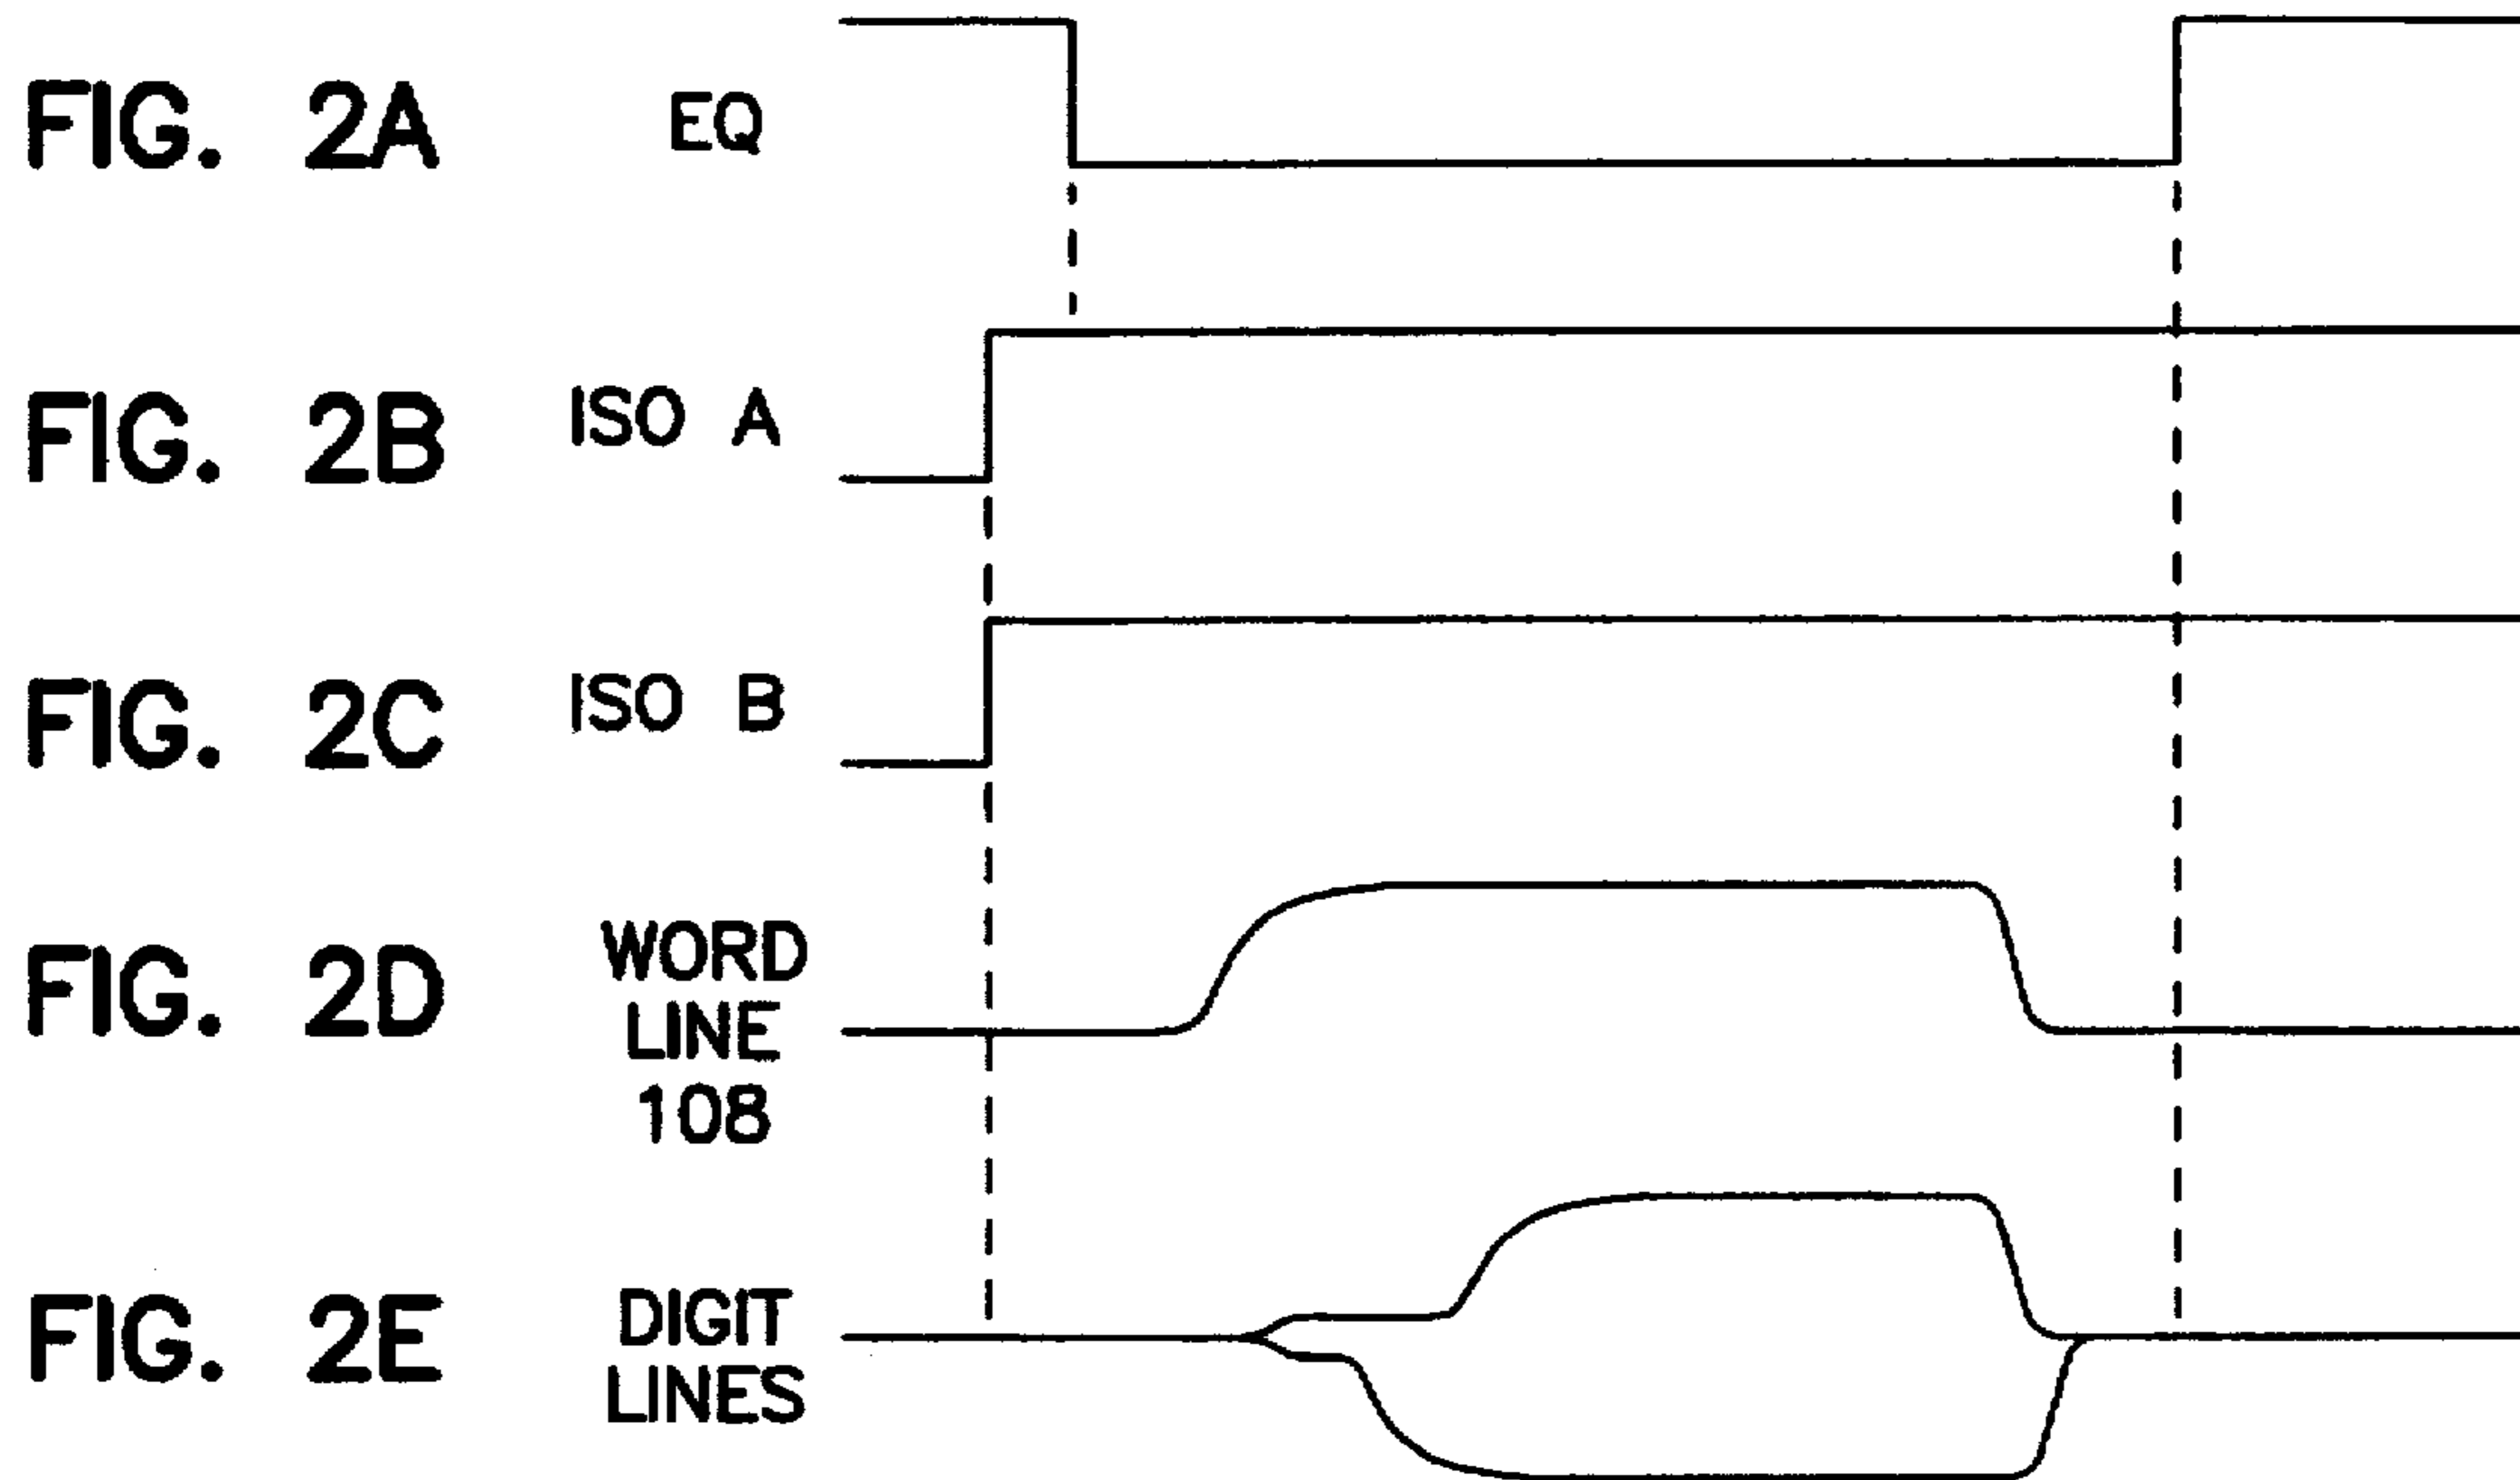 FIG. 2A EQ
FIG. 2B ISO A
FIG. 2C ISO B
FIG. 2D WORD
LINE
108
FIG. 2E DIGIT
LINES